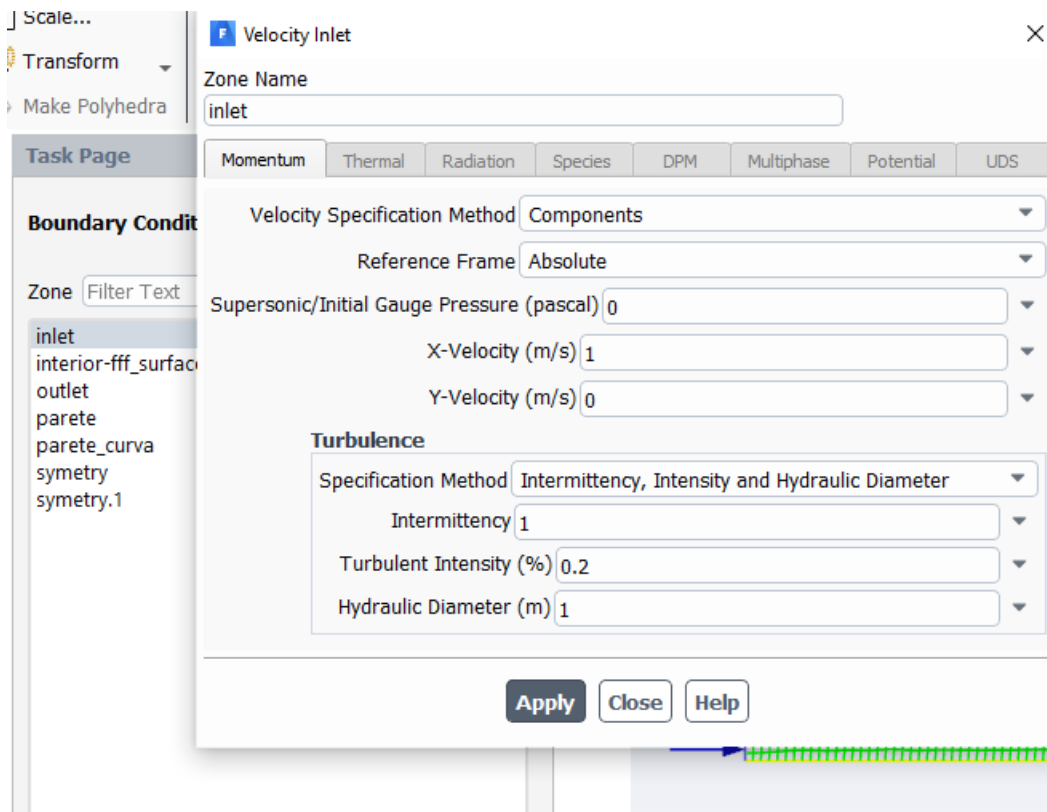 Scale...
Transform
Make Polyhedra
Task Page
Boundary Condit
Zone Filter Text
inlet
interior-fff_surfac
outlet
parete
parete_curva
symetry
symetry.1
F Velocity Inlet
Zone Name
inlet
Momentum Thermal Radiation Species DPM Multiphase Potential UDS
Velocity Specification Method Components
Reference Frame Absolute
Supersonic/Initial Gauge Pressure (pascal) 0
X-Velocity (m/s) 1
Y-Velocity (m/s) 0
Turbulence
Specification Method Intermittency, Intensity and Hydraulic Diameter
Intermittency 1
Turbulent Intensity (%) 0.2
Hydraulic Diameter (m) 1
Apply Close Help